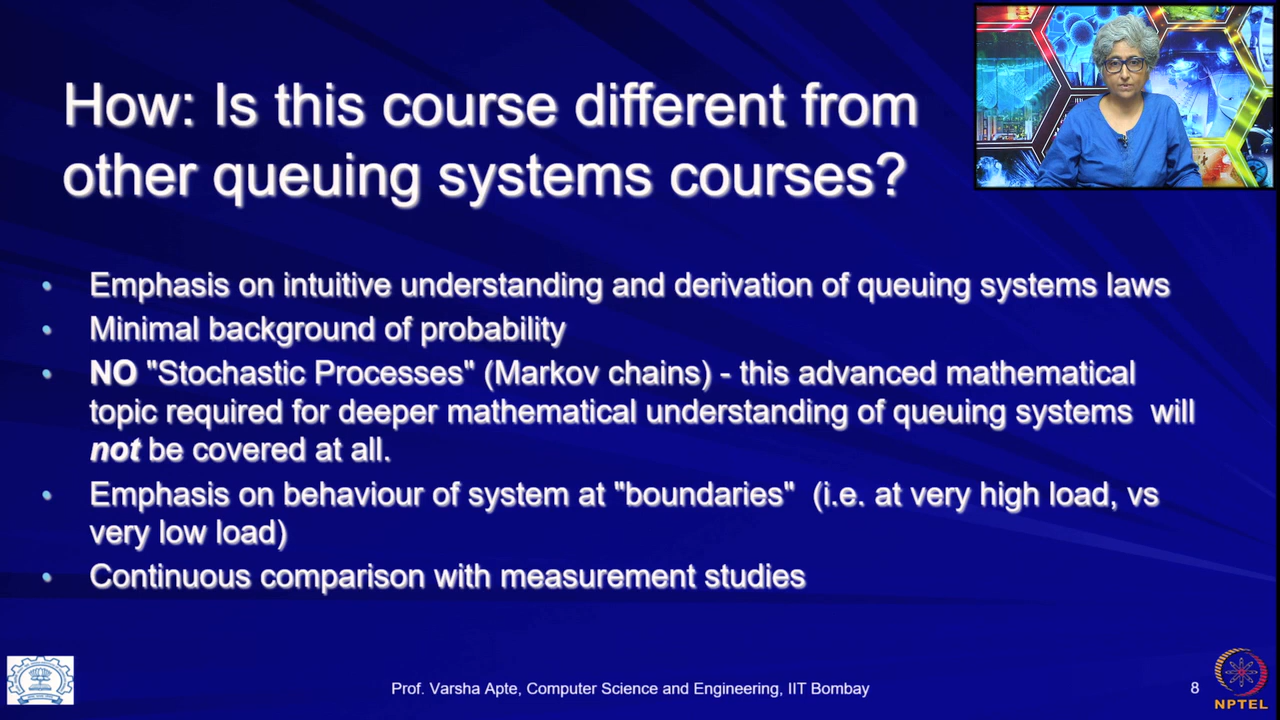 How: Is this course different from
other queuing systems courses?
• Emphasis on intuitive understanding and derivation of queuing systems laws
• Minimal background of probability
• NO "Stochastic Processes" (Markov chains) - this advanced mathematical
topic required for deeper mathematical understanding of queuing systems will
not be covered at all.
• Emphasis on behaviour of system at "boundaries" (i.e. at very high load, vs
very low load)
• Continuous comparison with measurement studies
Prof. Varsha Apte, Computer Science and Engineering, IIT Bombay
8
NPTEL